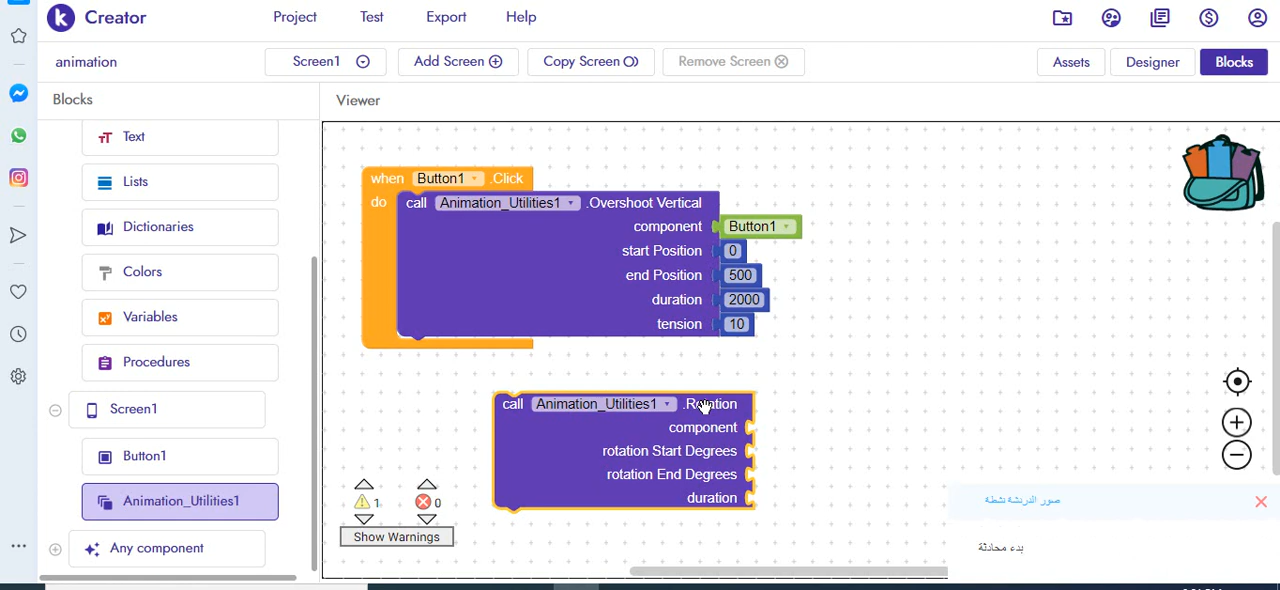 Creator
Project
Test
Export
Help
animation
Screen1
Add Screen
Copy Screen
Remove Screen
Assets
Designer
Blocks
Blocks
Viewer
Text
Lists
Dictionaries
Colors
Variables
Procedures
Screen1
Button1
Animation_Utilities1
Any component
when Button1 .Click
do call Animation_Utilities1 .Overshoot Vertical
component Button1
start Position 0
end Position 500
duration 2000
tension 10
call Animation_Utilities1 .Rotation
component
rotation Start Degrees
rotation End Degrees
duration
1
0
Show Warnings
صور الدردشة نشطة
بدء محادثة